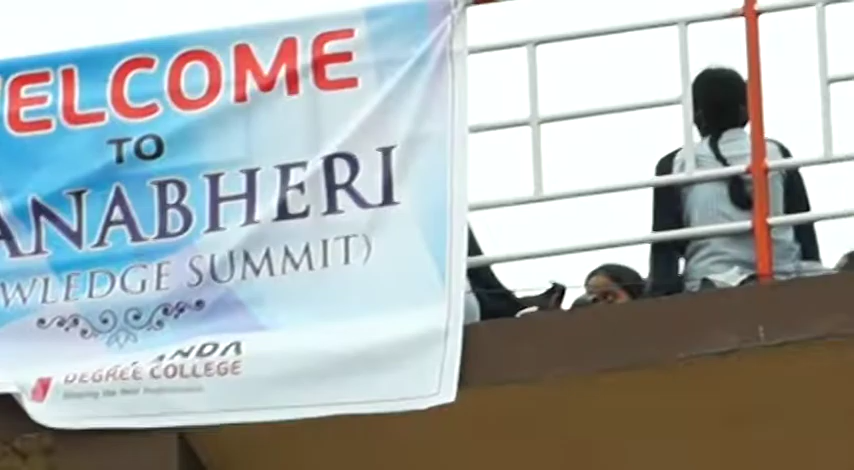 ELCOME
TO
ANABHERI
WLEDGE SUMMIT)
ANDA
DEGREE COLLEGE